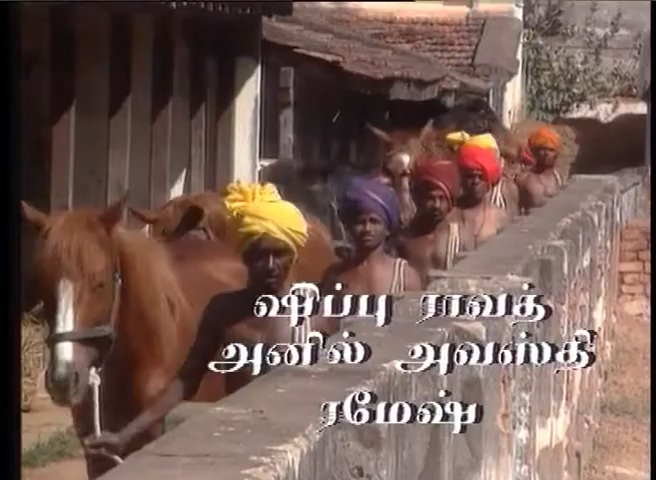 ஷிப்பு ராவத்
அனில் அவஸ்தி
ரமேஷ்